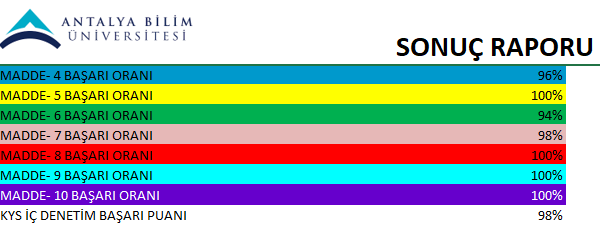 ANTALYA BİLİM
ÜNİVERSİTESİ
SONUÇ RAPORU
MADDE- 4 BAŞARI ORANI 96%
MADDE- 5 BAŞARI ORANI 100%
MADDE- 6 BAŞARI ORANI 94%
MADDE- 7 BAŞARI ORANI 98%
MADDE- 8 BAŞARI ORANI 100%
MADDE- 9 BAŞARI ORANI 100%
MADDE- 10 BAŞARI ORANI 100%
KYS İÇ DENETİM BAŞARI PUANI 98%